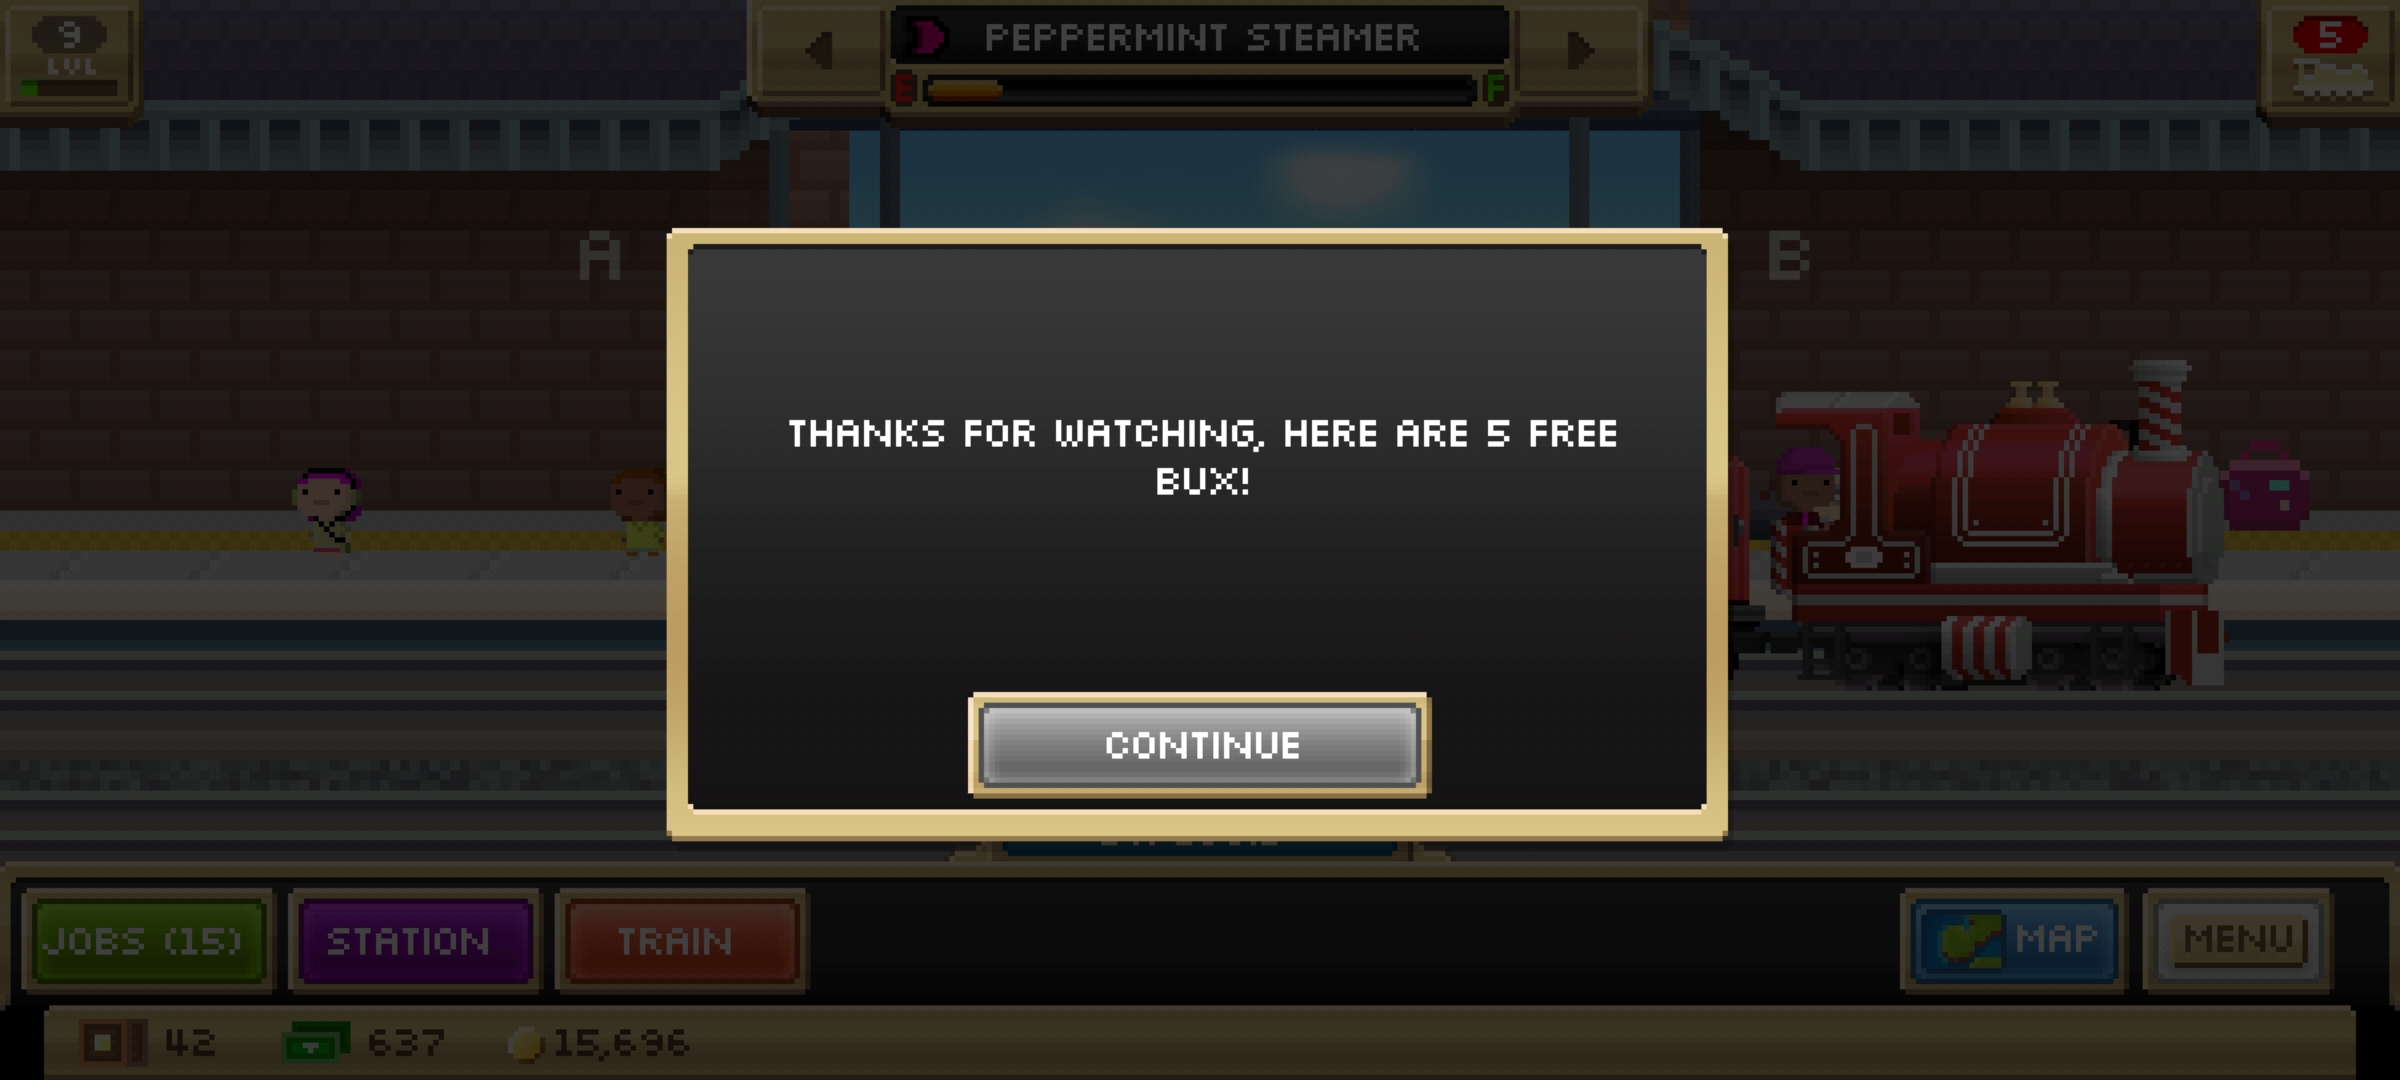 9
LVL
PEPPERMINT STEAMER
E
F
5
A
B
THANKS FOR WATCHING, HERE ARE 5 FREE
BUX!
CONTINUE
JOBS (15)
STATION
TRAIN
MAP
MENU
42
637
15,696